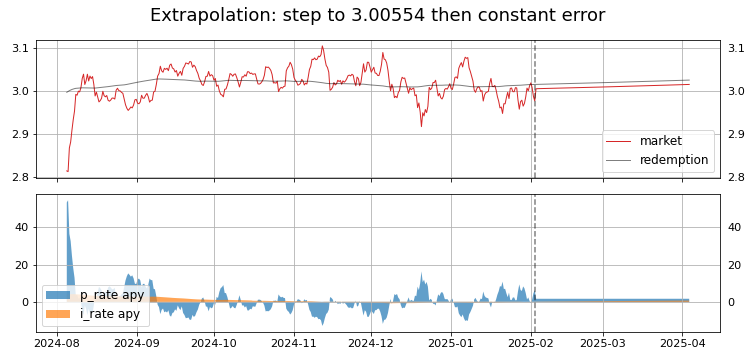 Extrapolation: step to 3.00554 then constant error
3.1 3.1
3.0 3.0
2.9 2.9
2.8 2.8
market
redemption
40 40
20 20
0 0
p_rate apy
i_rate apy
2024-08 2024-09 2024-10 2024-11 2024-12 2025-01 2025-02 2025-03 2025-04